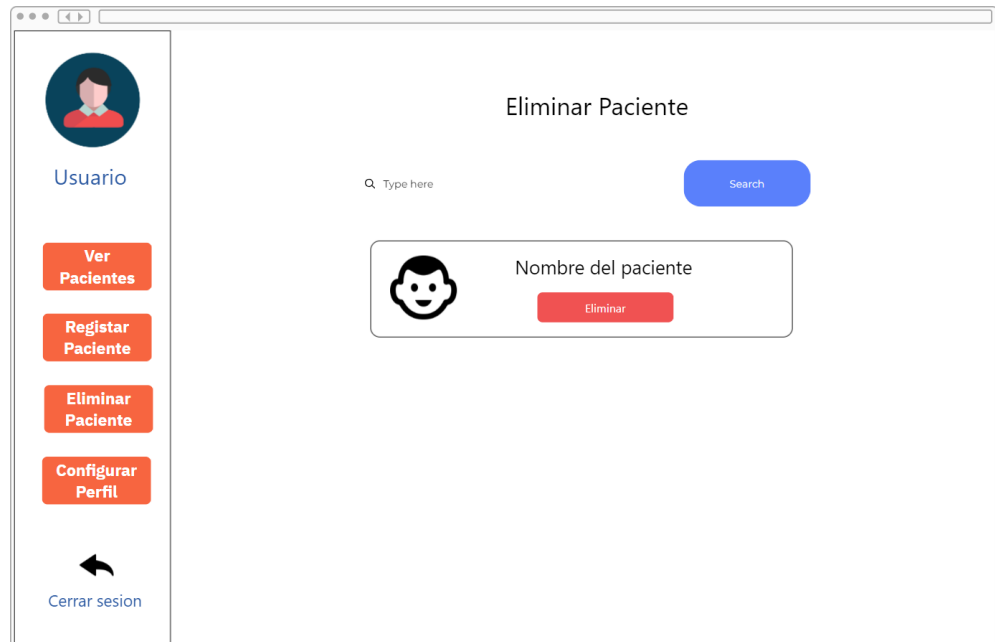 Usuario
Ver
Pacientes
Registar
Paciente
Eliminar
Paciente
Configurar
Perfil
Cerrar sesion
Eliminar Paciente
Type here
Search
Nombre del paciente
Eliminar